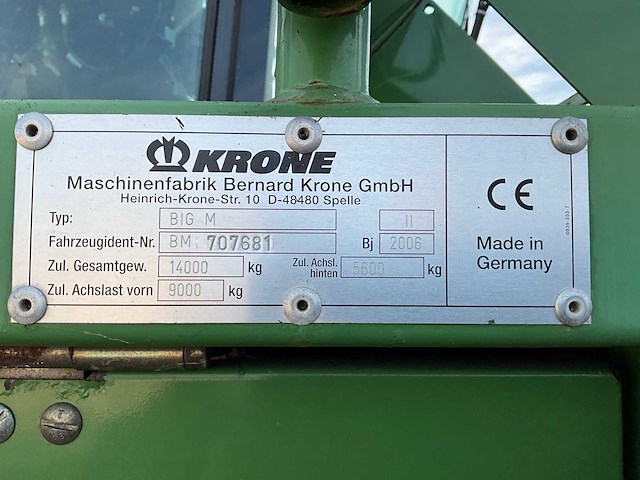 KRONE
Maschinenfabrik Bernard Krone GmbH
Heinrich-Krone-Str. 10 D-48480 Spelle
Typ: BIG M II
Fahrzeugident-Nr. BM 707681 Bj 2006
Zul. Gesamtgew. 14000 kg Zul. Achsl. hinten 5600 kg
Zul. Achslast vorn 9000 kg
CE
Made in
Germany